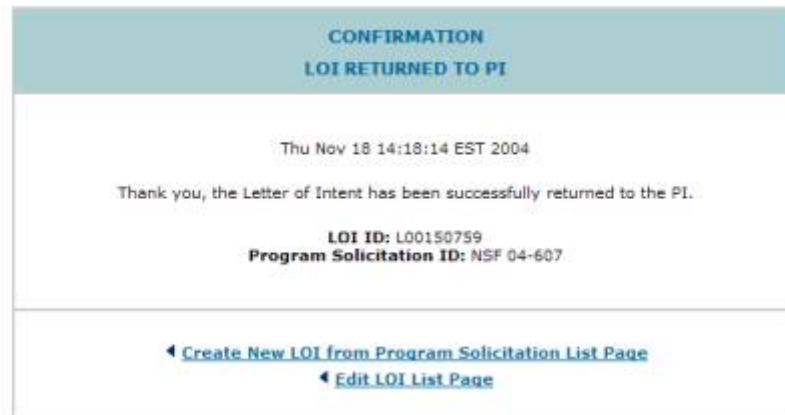 CONFIRMATION
LOI RETURNED TO PI
Thu Nov 18 14:18:14 EST 2004
Thank you, the Letter of Intent has been successfully returned to the PI.
LOI ID: L00150759
Program Solicitation ID: NSF 04-607
Create New LOI from Program Solicitation List Page
Edit LOI List Page